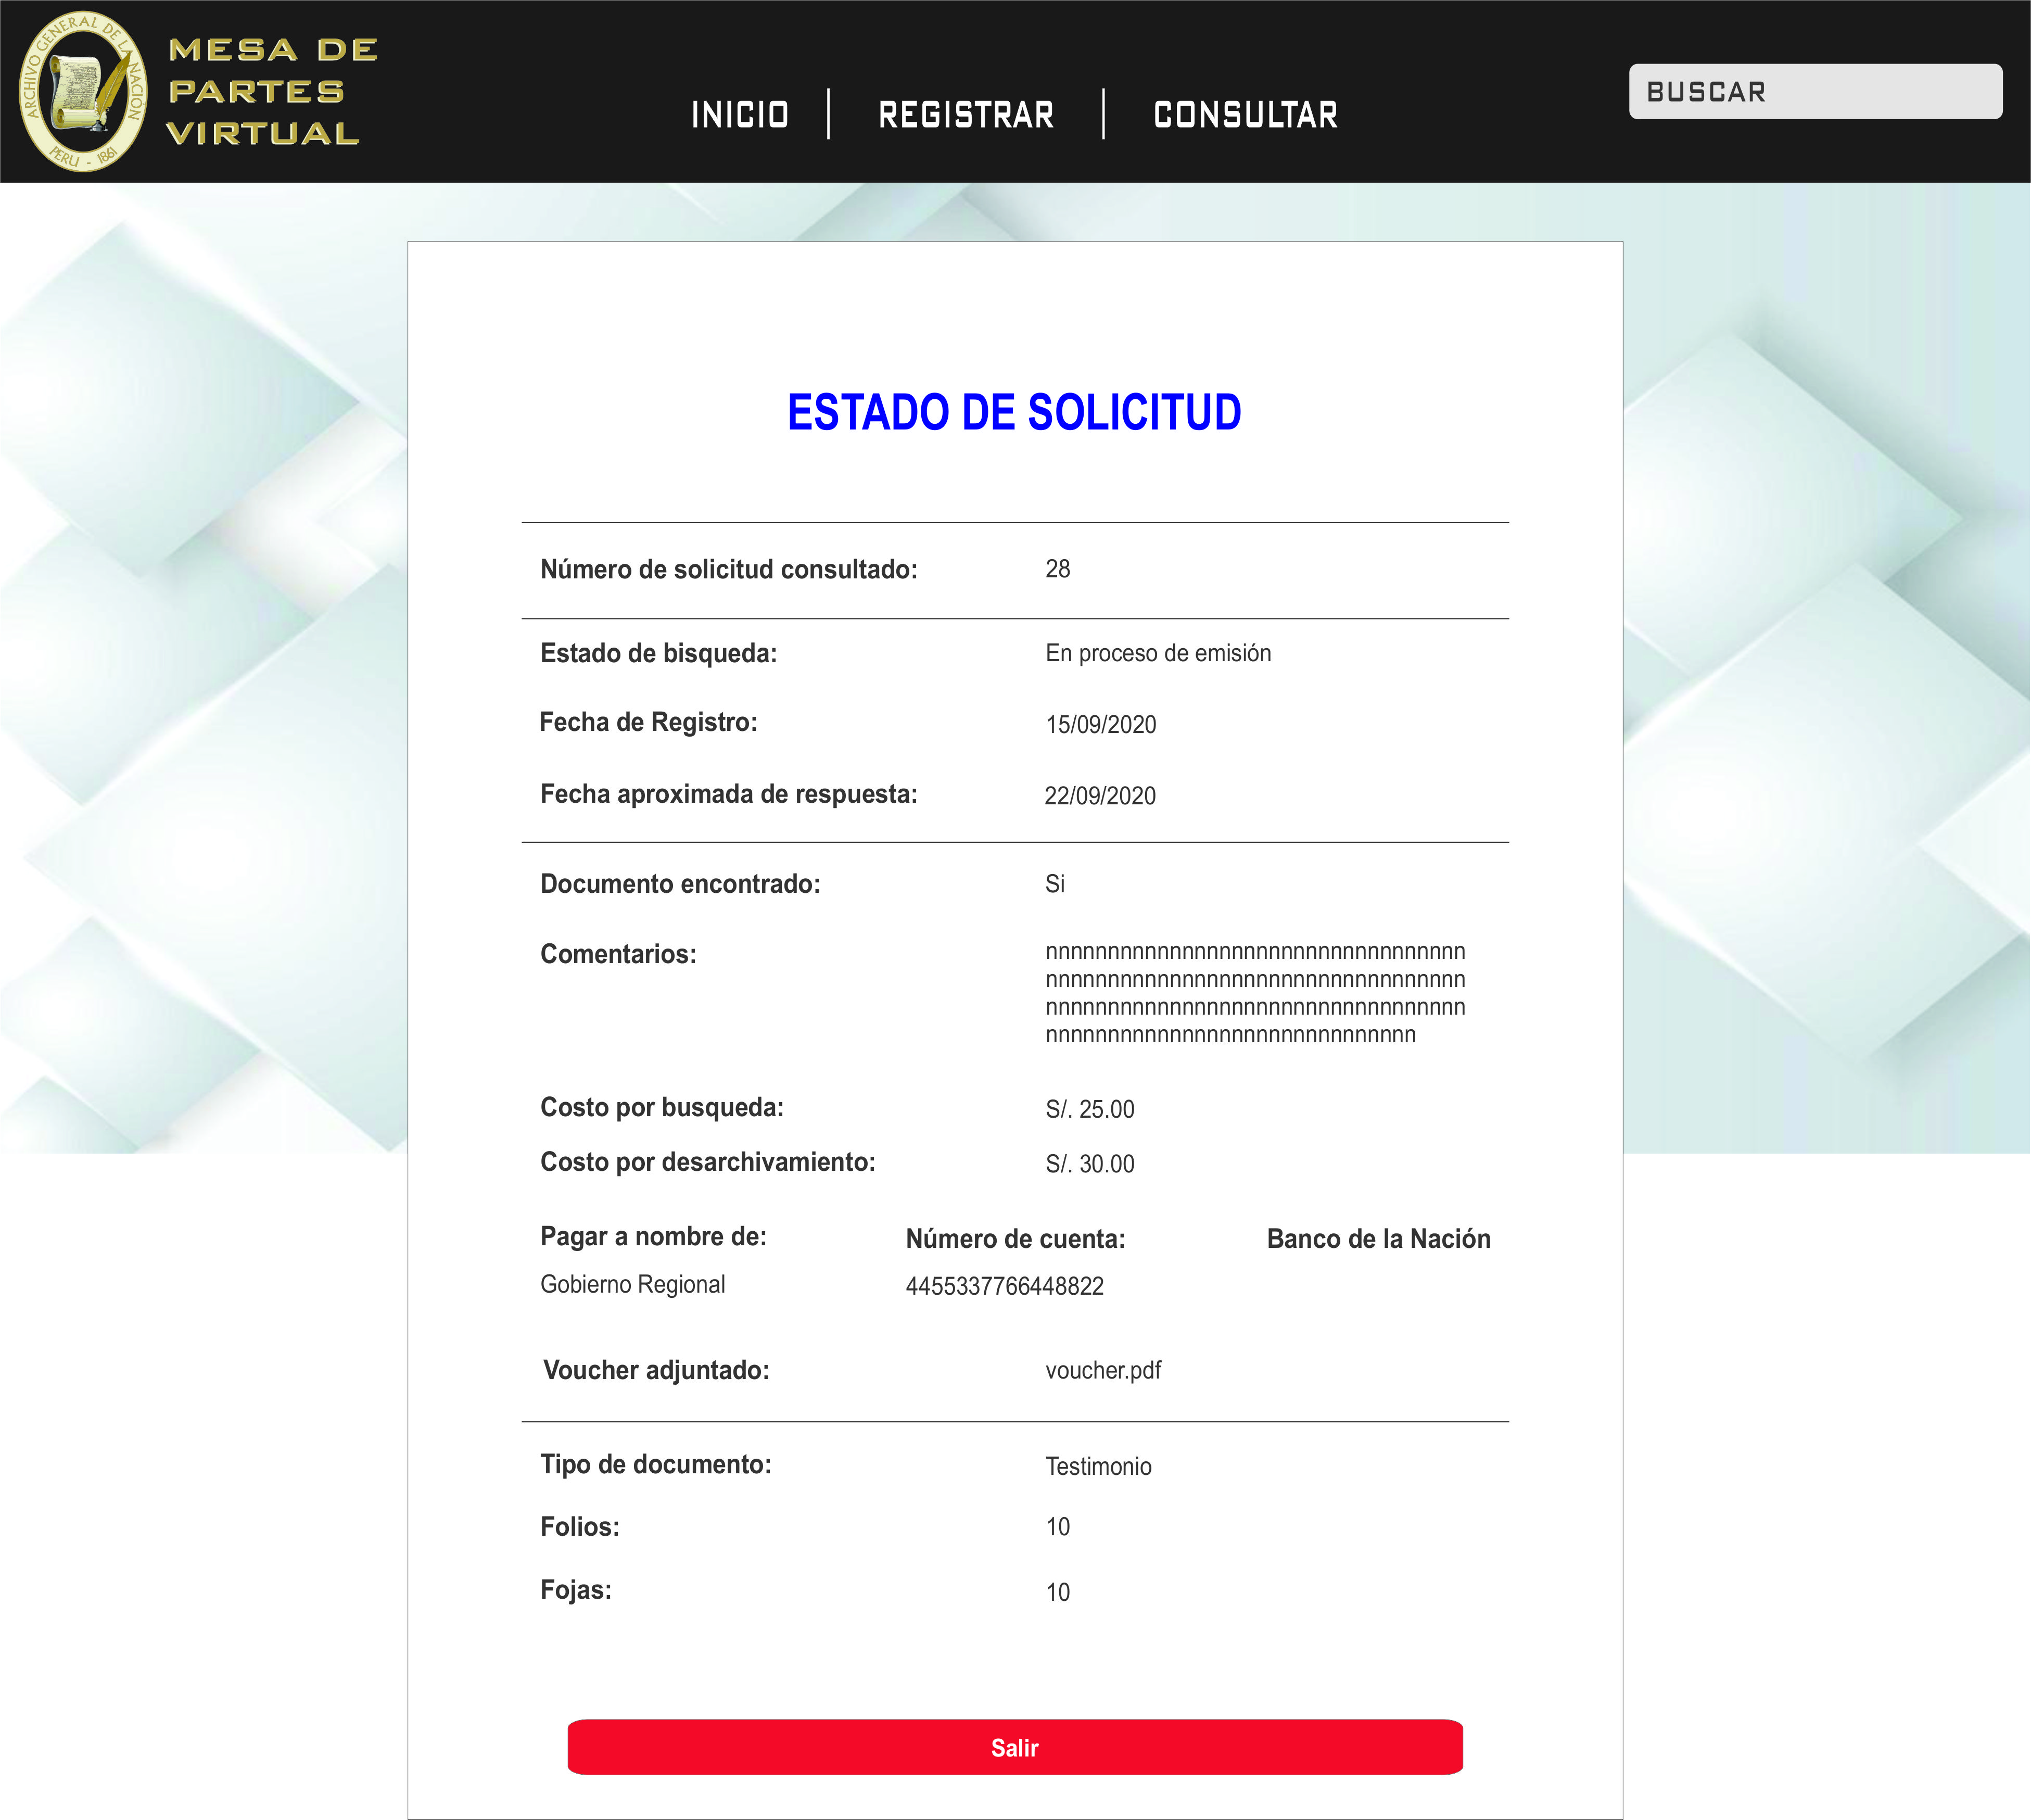 ARCHIVO GENERAL DE LA NACIÓN
PERU - 1861
MESA DE
PARTES
VIRTUAL
INICIO
REGISTRAR
CONSULTAR
BUSCAR
ESTADO DE SOLICITUD
Número de solicitud consultado: 28
Estado de bisqueda: En proceso de emisión
Fecha de Registro: 15/09/2020
Fecha aproximada de respuesta: 22/09/2020
Documento encontrado: Si
Comentarios: nnnnnnnnnnnnnnnnnnnnnnnnnnnnnnnnnn
nnnnnnnnnnnnnnnnnnnnnnnnnnnnnnnnnn
nnnnnnnnnnnnnnnnnnnnnnnnnnnnnnnnnn
nnnnnnnnnnnnnnnnnnnnnnnnnnnnnn
Costo por busqueda: S/. 25.00
Costo por desarchivamiento: S/. 30.00
Pagar a nombre de: Número de cuenta: Banco de la Nación
Gobierno Regional 4455337766448822
Voucher adjuntado: voucher.pdf
Tipo de documento: Testimonio
Folios: 10
Fojas: 10
Salir